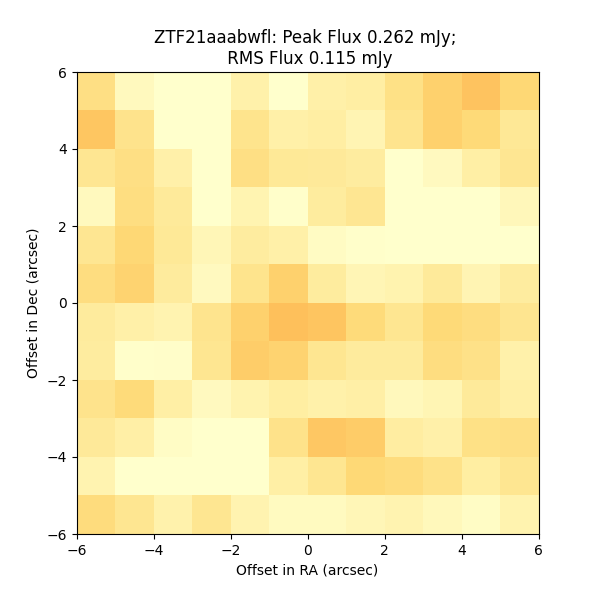 ZTF21aaabwfl: Peak Flux 0.262 mJy;
RMS Flux 0.115 mJy
6
4
2
0
−2
−4
−6
Offset in Dec (arcsec)
−6 −4 −2 0 2 4 6
Offset in RA (arcsec)